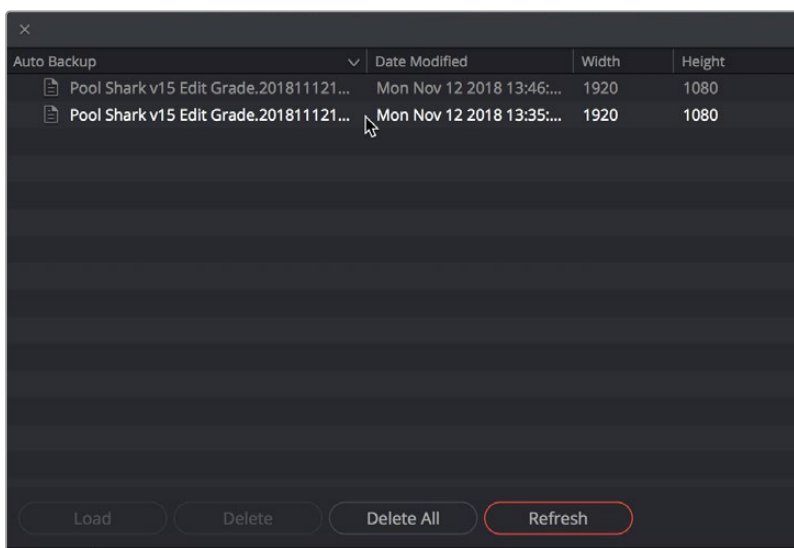 Auto Backup Date Modified Width Height
Pool Shark v15 Edit Grade.201811121... Mon Nov 12 2018 13:46:... 1920 1080
Pool Shark v15 Edit Grade.201811121... Mon Nov 12 2018 13:35:... 1920 1080
Load Delete Delete All Refresh